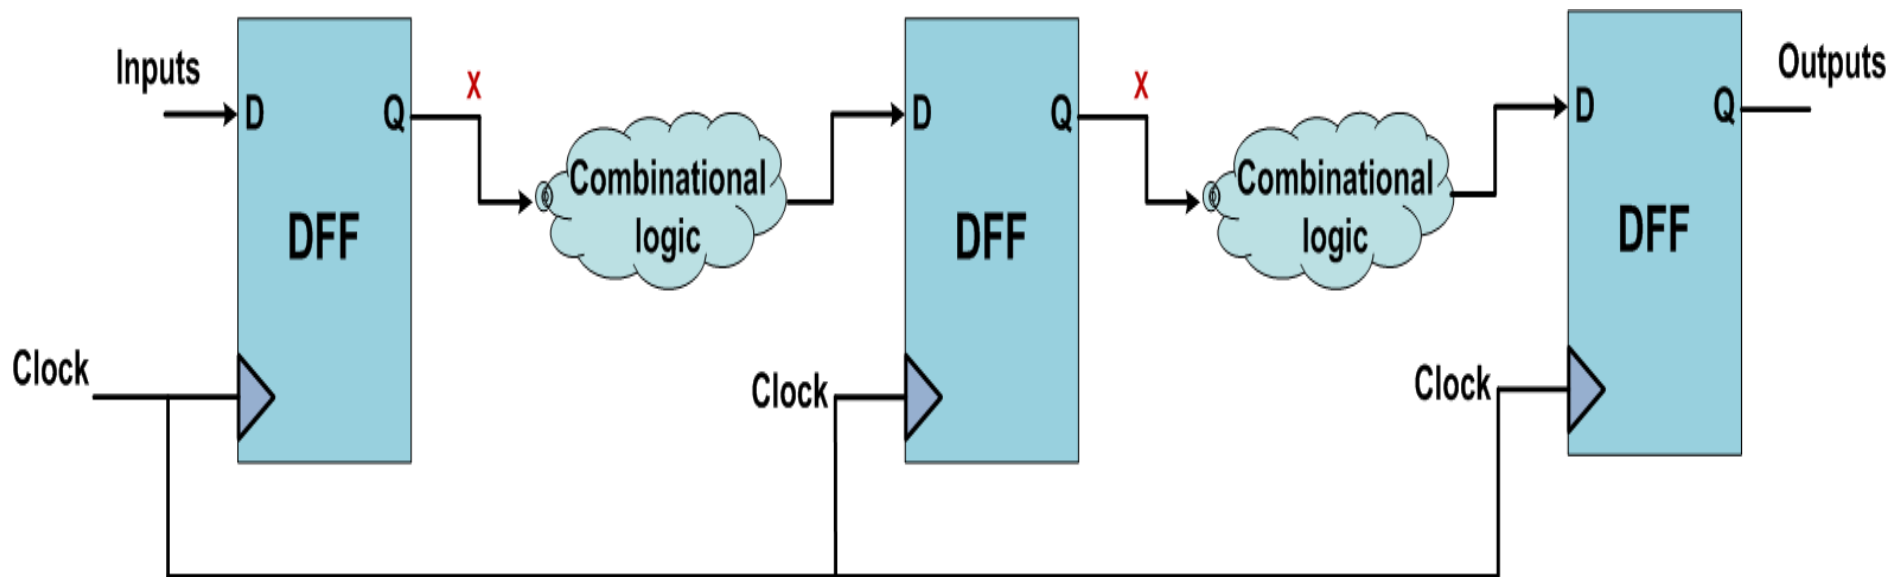 Inputs
D
Q
X
DFF
Clock
Combinational
logic
D
Q
X
DFF
Clock
Combinational
logic
D
Q
Outputs
DFF
Clock